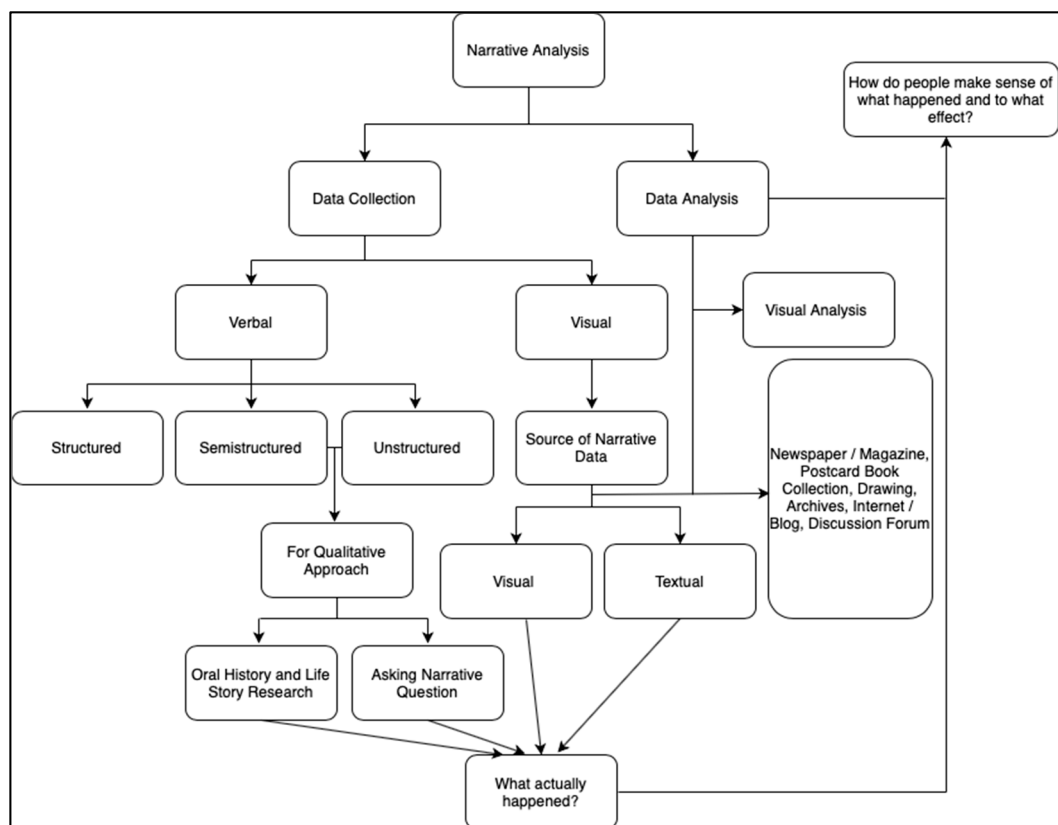 Narrative Analysis
How do people make sense of
what happened and to what
effect?
Data Collection
Data Analysis
Verbal
Visual
Visual Analysis
Structured
Semistructured
Unstructured
Source of Narrative
Data
Newspaper / Magazine,
Postcard Book
Collection, Drawing,
Archives, Internet /
Blog, Discussion Forum
For Qualitative
Approach
Visual
Textual
Oral History and Life
Story Research
Asking Narrative
Question
What actually
happened?